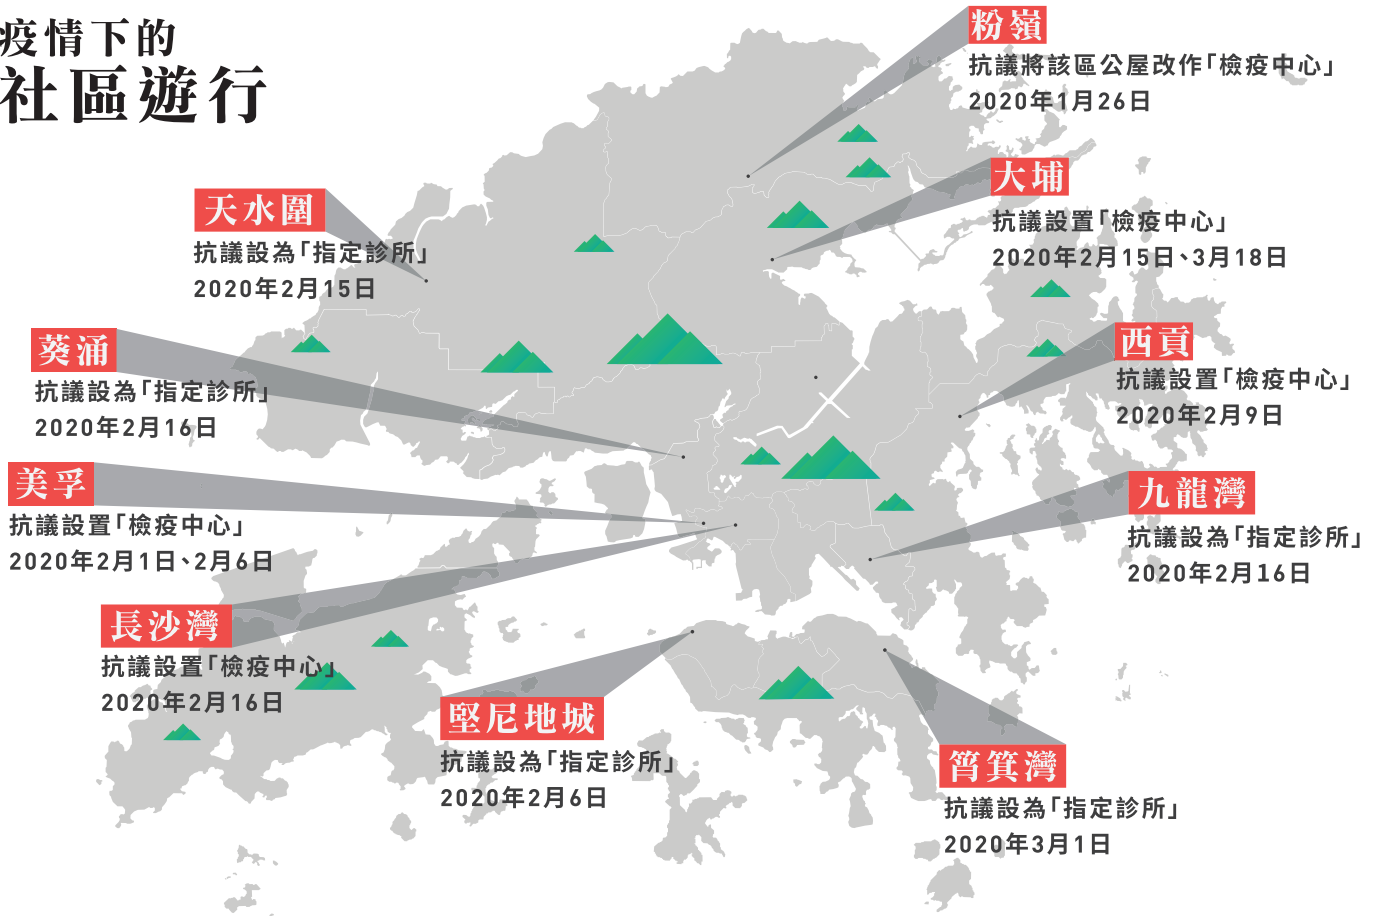 疫情下的
社區遊行
粉嶺
抗議將該區公屋改作「檢疫中心」
2020年1月26日
大埔
抗議設置「檢疫中心」
2020年2月15日、3月18日
天水圍
抗議設為「指定診所」
2020年2月15日
西貢
抗議設置「檢疫中心」
2020年2月9日
葵涌
抗議設為「指定診所」
2020年2月16日
美孚
抗議設置「檢疫中心」
2020年2月1日、2月6日
九龍灣
抗議設為「指定診所」
2020年2月16日
長沙灣
抗議設置「檢疫中心」
2020年2月16日
堅尼地城
抗議設為「指定診所」
2020年2月6日
筲箕灣
抗議設為「指定診所」
2020年3月1日